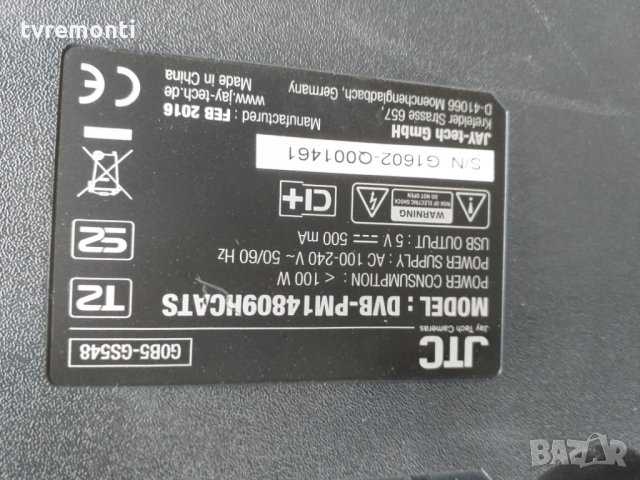 tvremonti
JTC
Jay Tech Cameras
G0B5-GS548
MODEL : DVB-PM14809HCATS
POWER CONSUMPTION : < 100 W
POWER SUPPLY : AC 100-240 V~ 50/60 Hz
USB OUTPUT : 5 V 500 mA
T2
S2
WARNING
RISK OF ELECTRIC SHOCK
DO NOT OPEN
CI+
S/N G1602-Q001461
JAY-tech GmbH
Krefelder Strasse 657,
D-41066 Moenchengladbach, Germany
Manufactured : FEB 2016
www.jay-tech.de
Made in China
CE
BAZAR